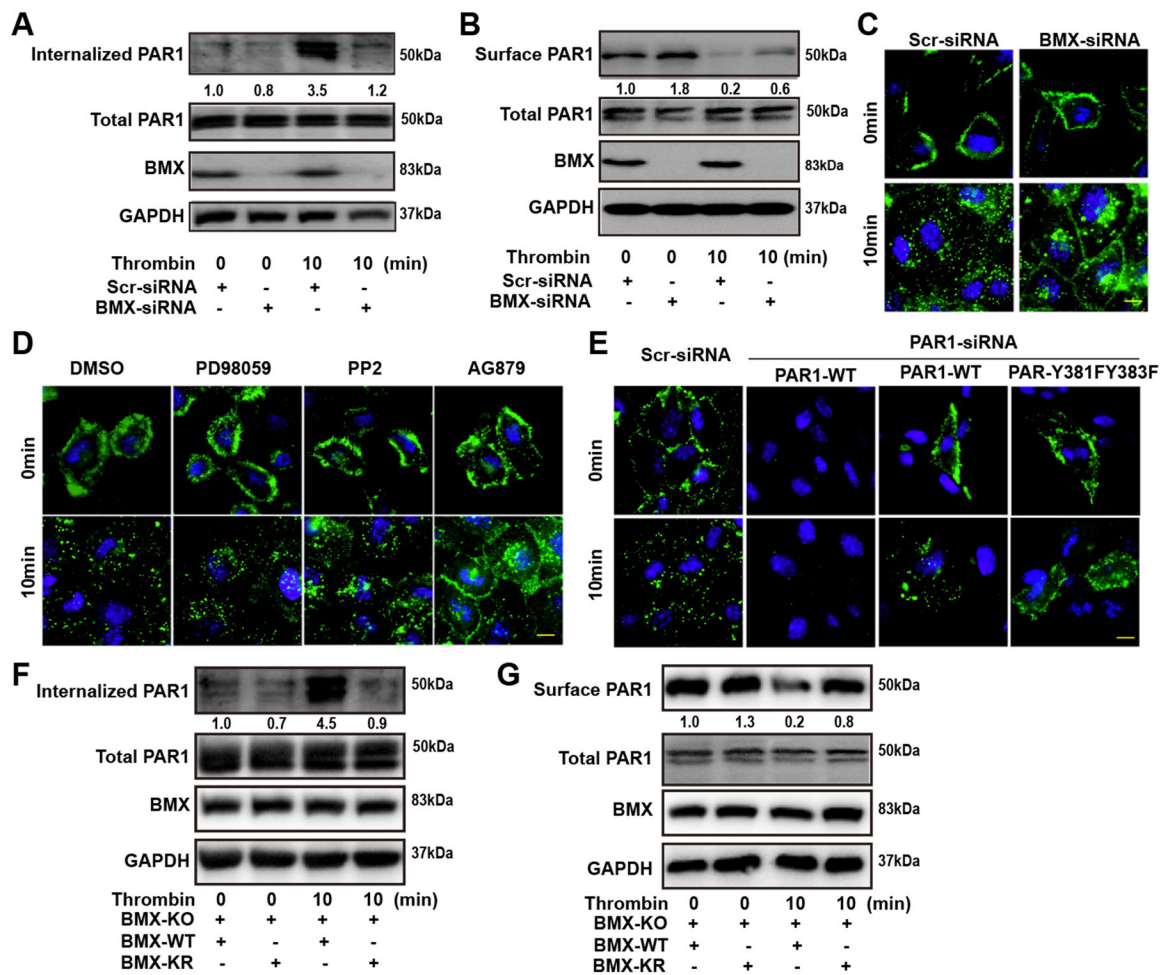 A
Internalized PAR1
50kDa
1.0 0.8 3.5 1.2
Total PAR1
50kDa
BMX
83kDa
GAPDH
37kDa
Thrombin 0 0 10 10 (min)
Scr-siRNA + - + -
BMX-siRNA - + - +
B
Surface PAR1
50kDa
1.0 1.8 0.2 0.6
Total PAR1
50kDa
BMX
83kDa
GAPDH
37kDa
Thrombin 0 0 10 10 (min)
Scr-siRNA + - + -
BMX-siRNA - + - +
C
Scr-siRNA BMX-siRNA
0min
10min
D
DMSO PD98059 PP2 AG879
0min
10min
E
PAR1-siRNA
Scr-siRNA
PAR1-WT PAR1-WT PAR-Y381FY383F
0min
10min
F
Internalized PAR1
50kDa
1.0 0.7 4.5 0.9
Total PAR1
50kDa
BMX
83kDa
GAPDH
37kDa
Thrombin 0 0 10 10 (min)
BMX-KO + + + +
BMX-WT + - + -
BMX-KR - + - +
G
Surface PAR1
50kDa
1.0 1.3 0.2 0.8
Total PAR1
50kDa
BMX
83kDa
GAPDH
37kDa
Thrombin 0 0 10 10 (min)
BMX-KO + + + +
BMX-WT + - + -
BMX-KR - + - +